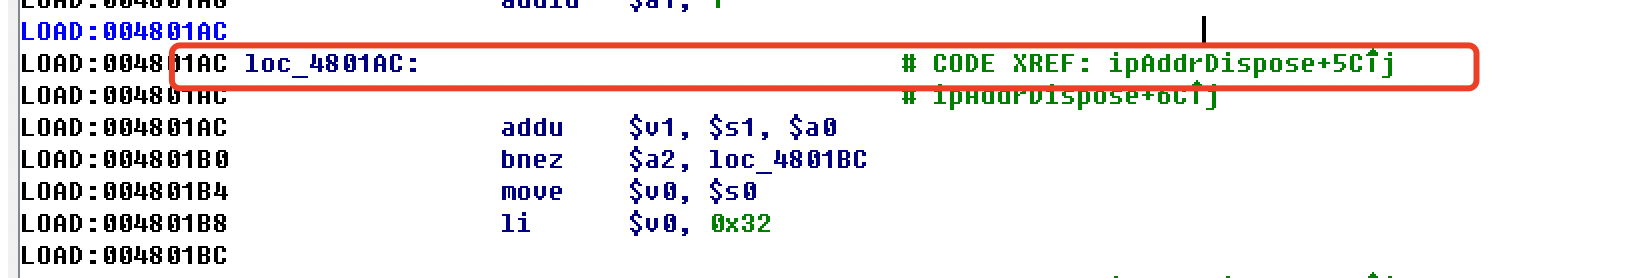 LOAD:004801A8 addiu $a1, 1
LOAD:004801AC
LOAD:004801AC loc_4801AC: # CODE XREF: ipAddrDispose+5C↑j
LOAD:004801AC # ipAddrDispose+6C↑j
LOAD:004801AC addu $v1, $s1, $a0
LOAD:004801B0 bnez $a2, loc_4801BC
LOAD:004801B4 move $v0, $s0
LOAD:004801B8 li $v0, 0x32
LOAD:004801BC